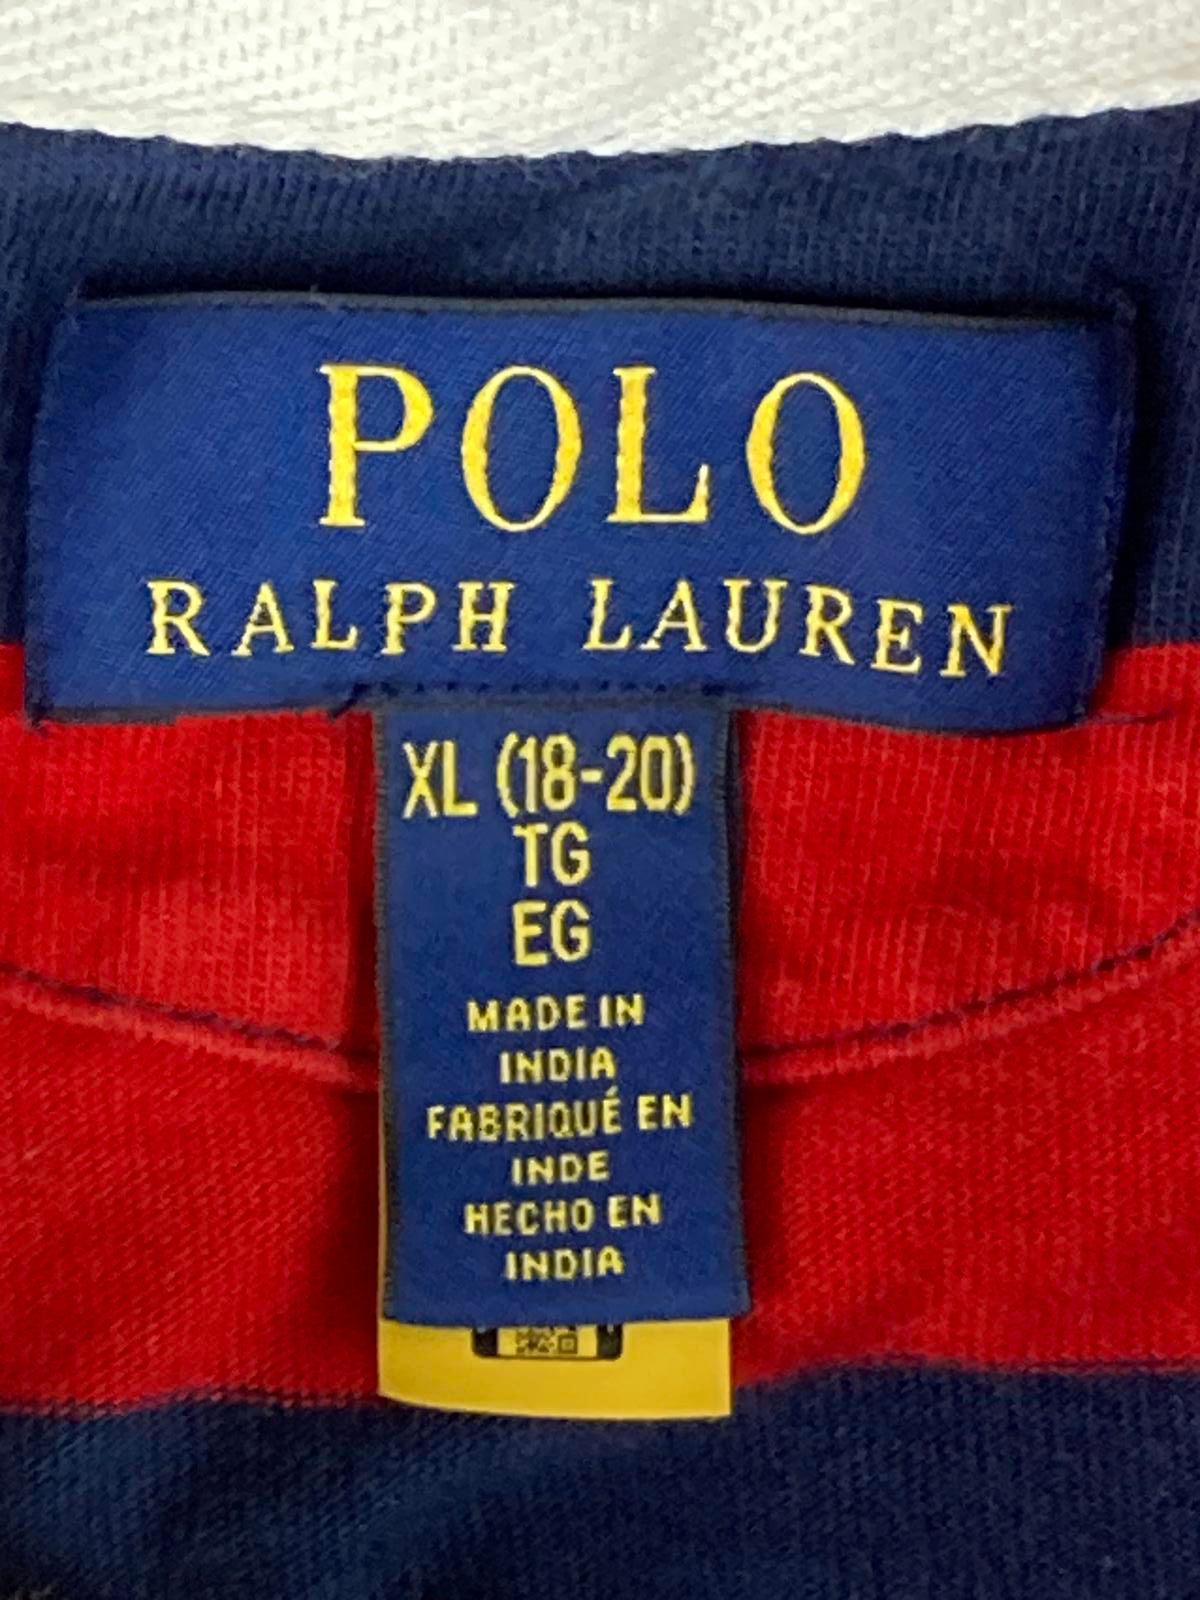 POLO
RALPH LAUREN
XL (18-20)
TG
EG
MADE IN
INDIA
FABRIQUÉ EN
INDE
HECHO EN
INDIA